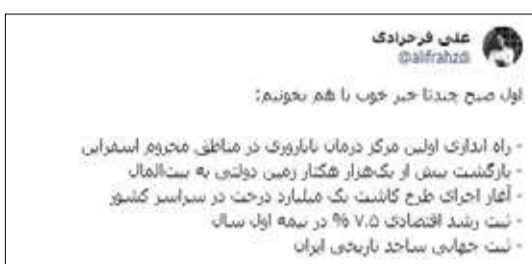 علی فرحزادی
@alifrahzdi
اول صبح چندتا خبر خوب با هم بخونیم:
- راه اندازی اولین مرکز درمان ناباروری در مناطق محروم اسفراین
- بازگشت بیش از یک‌هزار هکتار زمین دولتی به بیت‌المال
- آغاز اجرای طرح کاشت یک میلیارد درخت در سراسر کشور
- ثبت رشد اقتصادی ۷.۵ % در نیمه اول سال
- ثبت جهانی ساجد تاریخی ایران